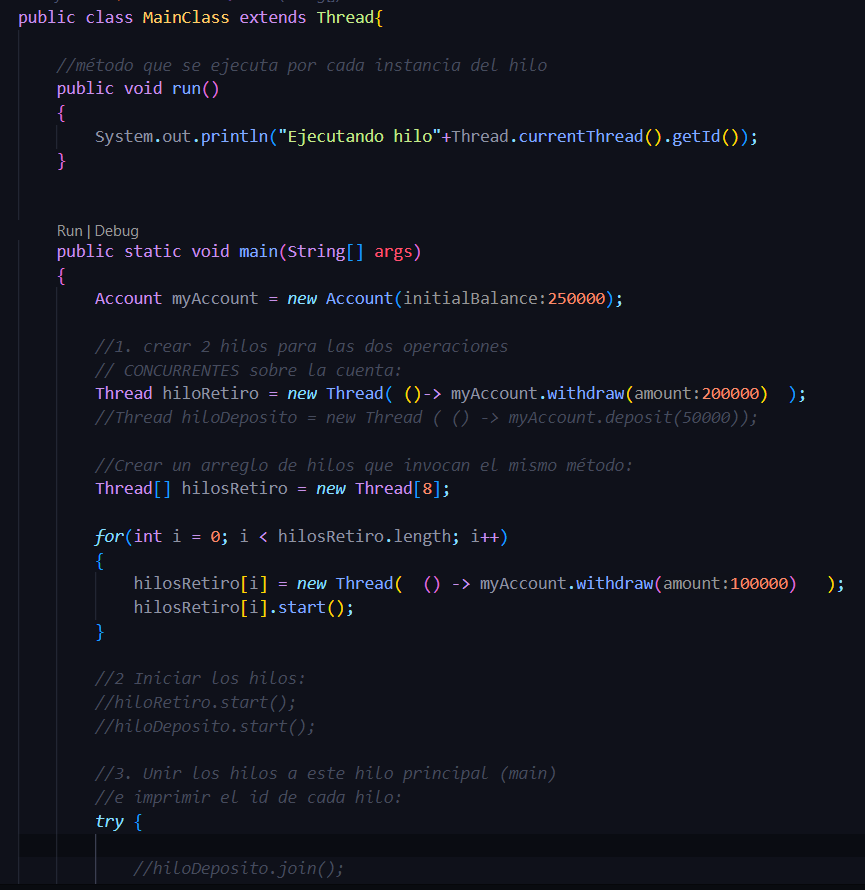 public class MainClass extends Thread{
//método que se ejecuta por cada instancia del hilo
public void run()
{
System.out.println("Ejecutando hilo"+Thread.currentThread().getId());
}
Run | Debug
public static void main(String[] args)
{
Account myAccount = new Account(initialBalance:250000);
//1. crear 2 hilos para las dos operaciones
// CONCURRENTES sobre la cuenta:
Thread hiloRetiro = new Thread( ()-> myAccount.withdraw(amount:200000)  );
//Thread hiloDeposito = new Thread ( () -> myAccount.deposit(50000));
//Crear un arreglo de hilos que invocan el mismo método:
Thread[] hilosRetiro = new Thread[8];
for(int i = 0; i < hilosRetiro.length; i++)
{
hilosRetiro[i] = new Thread(  () -> myAccount.withdraw(amount:100000)   );
hilosRetiro[i].start();
}
//2 Iniciar los hilos:
//hiloRetiro.start();
//hiloDeposito.start();
//3. Unir los hilos a este hilo principal (main)
//e imprimir el id de cada hilo:
try {
//hiloDeposito.join();